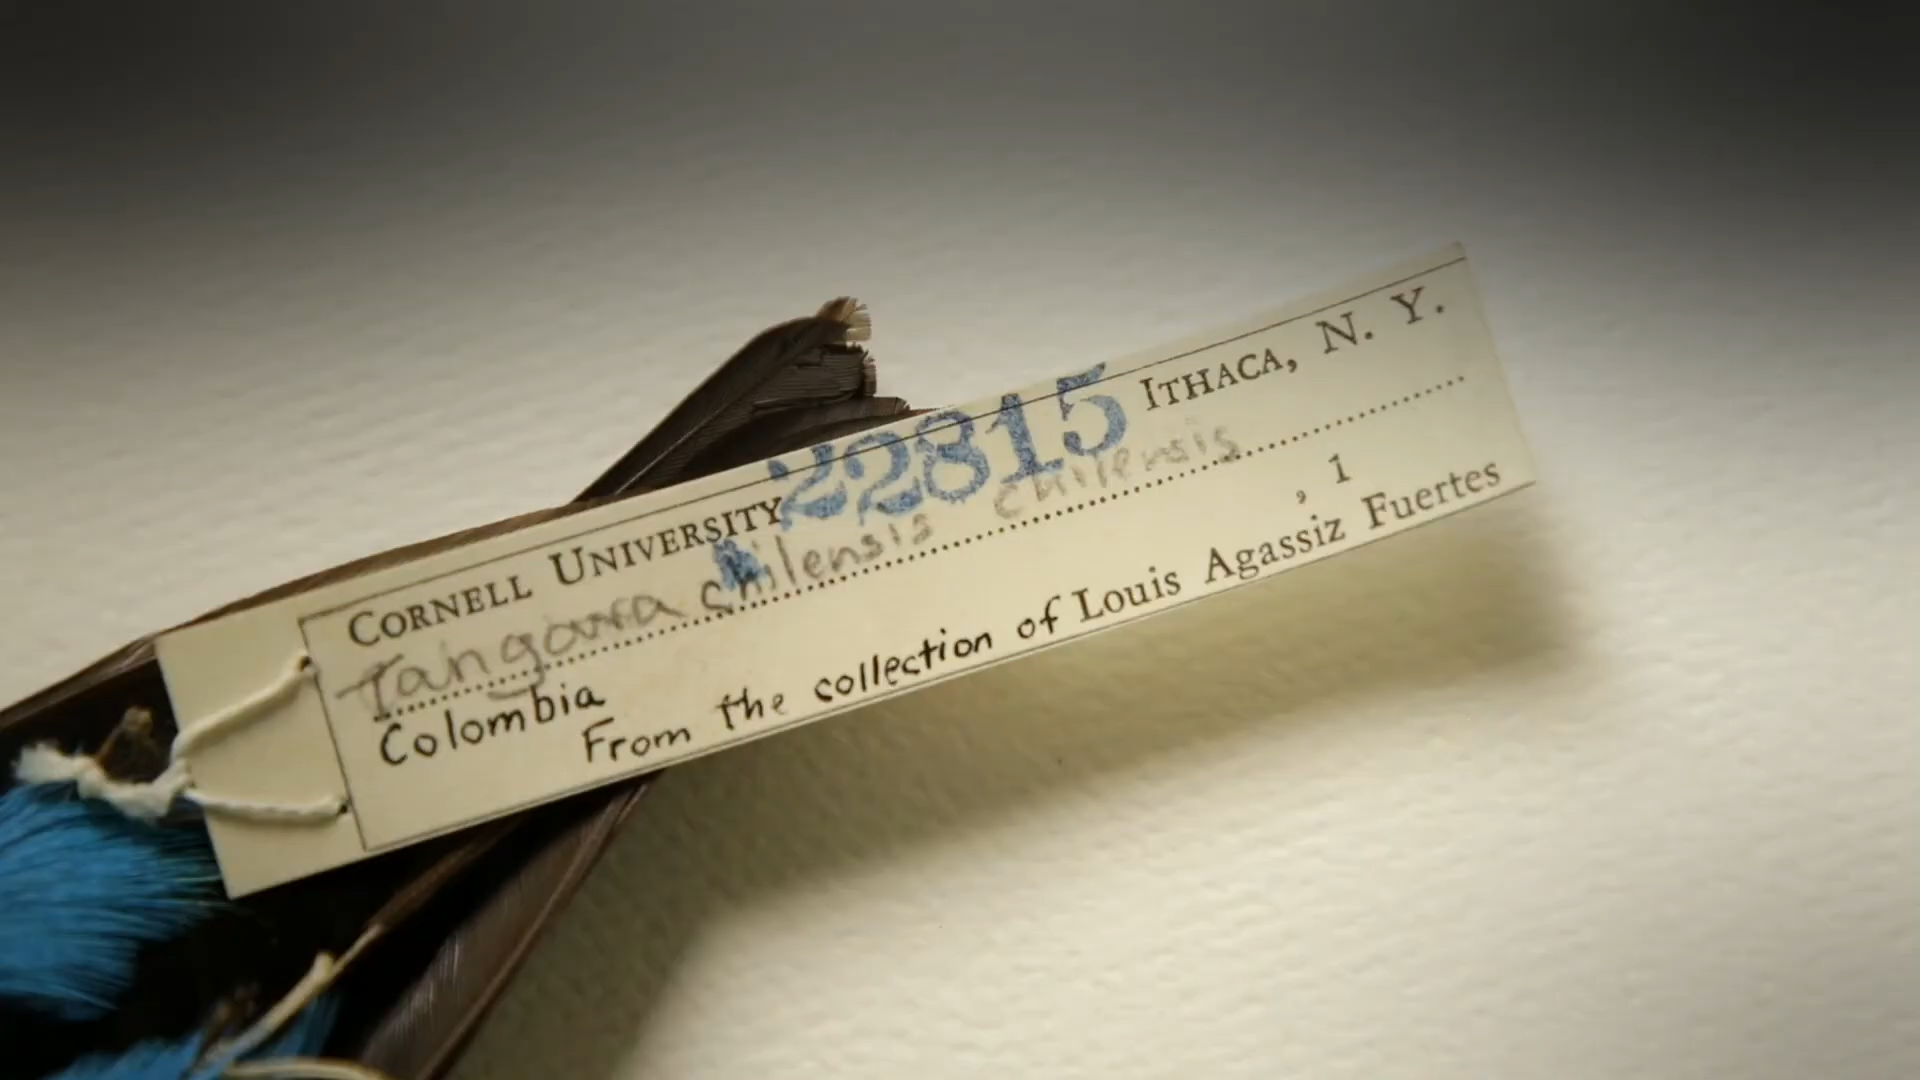 CORNELL UNIVERSITY 22815 ITHACA, N. Y.
Tangara chilensis chilensis
Colombia , 1
From the collection of Louis Agassiz Fuertes